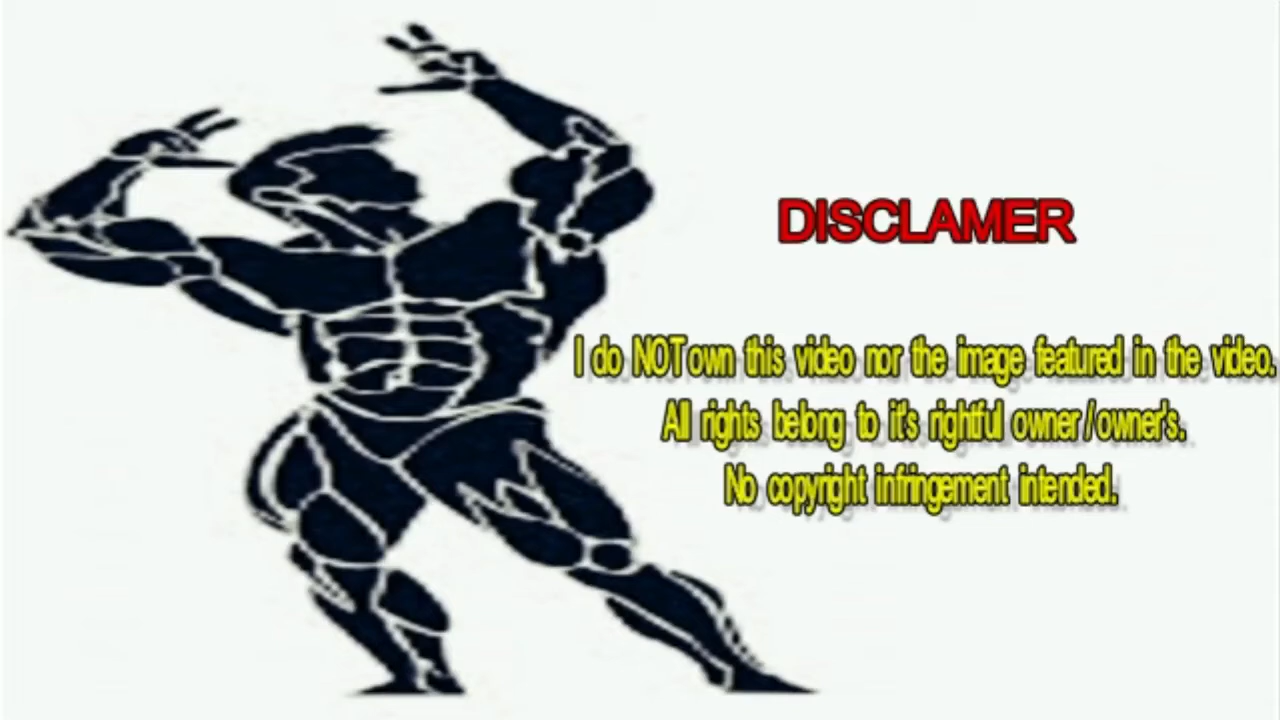 DISCLAMER
I do NOT own this video nor the image featured in the video.
All rights belong to it's rightful owner / owner's.
No copyright infringement intended.